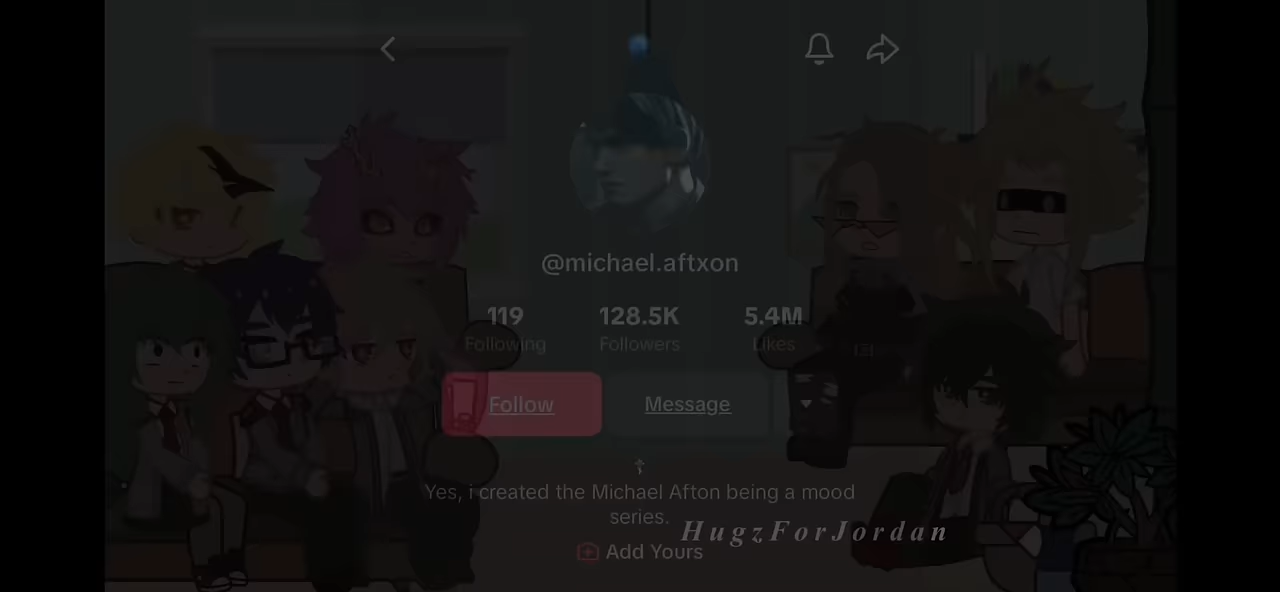 @michael.aftxon
119 128.5K 5.4M
Following Followers Likes
Follow Message
Yes, i created the Michael Afton being a mood
series.
HugzForJordan
Add Yours